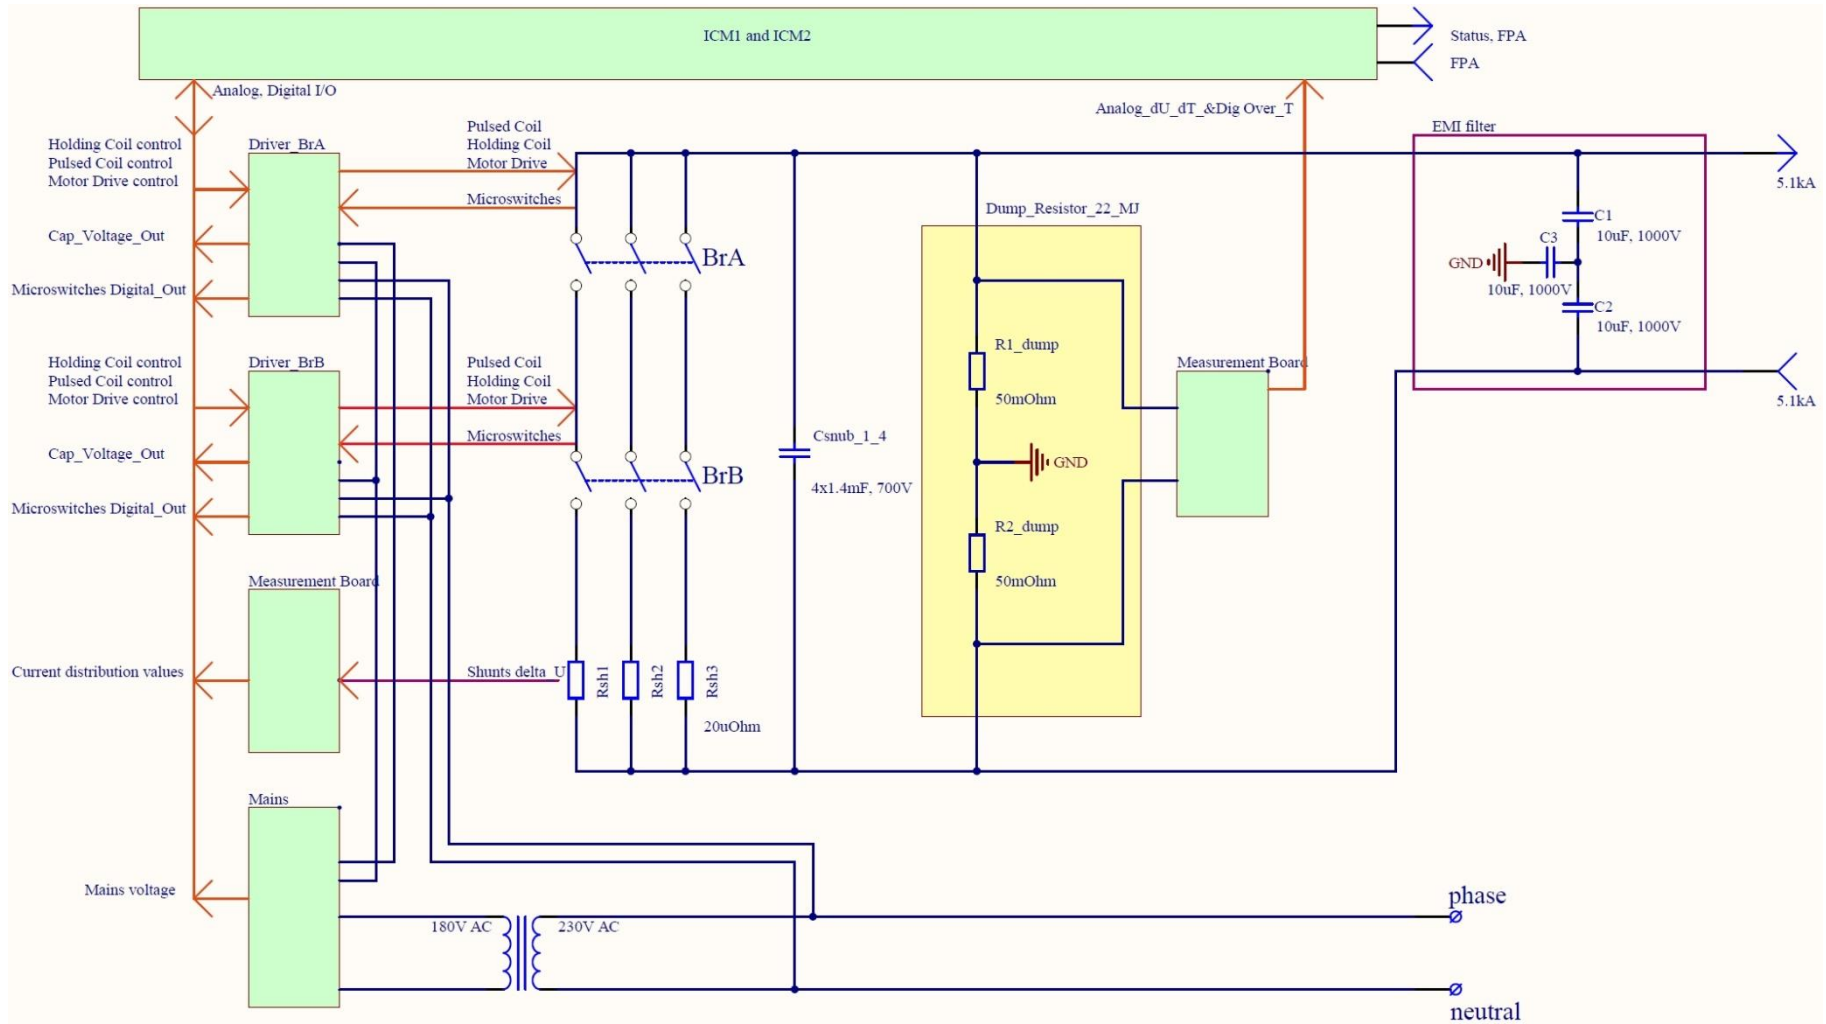 ICM1 and ICM2
Status, FPA
FPA
Analog, Digital I/O
Analog_dU_dT_&Dig Over_T
Holding Coil control
Pulsed Coil control
Motor Drive control
Driver_BrA
Pulsed Coil
Holding Coil
Motor Drive
Microswitches
EMI filter
5.1kA
Cap_Voltage_Out
Microswitches Digital_Out
BrA
Dump_Resistor_22_MJ
C1
10uF, 1000V
C3
GND
10uF, 1000V
C2
10uF, 1000V
Holding Coil control
Pulsed Coil control
Motor Drive control
Driver_BrB
Pulsed Coil
Holding Coil
Motor Drive
Microswitches
R1_dump
50mOhm
Measurement Board
5.1kA
Cap_Voltage_Out
Microswitches Digital_Out
BrB
Csnub_1_4
4x1.4mF, 700V
GND
R2_dump
50mOhm
Measurement Board
Current distribution values
Shunts delta_U
Rsh1
Rsh2
Rsh3
20uOhm
Mains
Mains voltage
180V AC
230V AC
phase
neutral